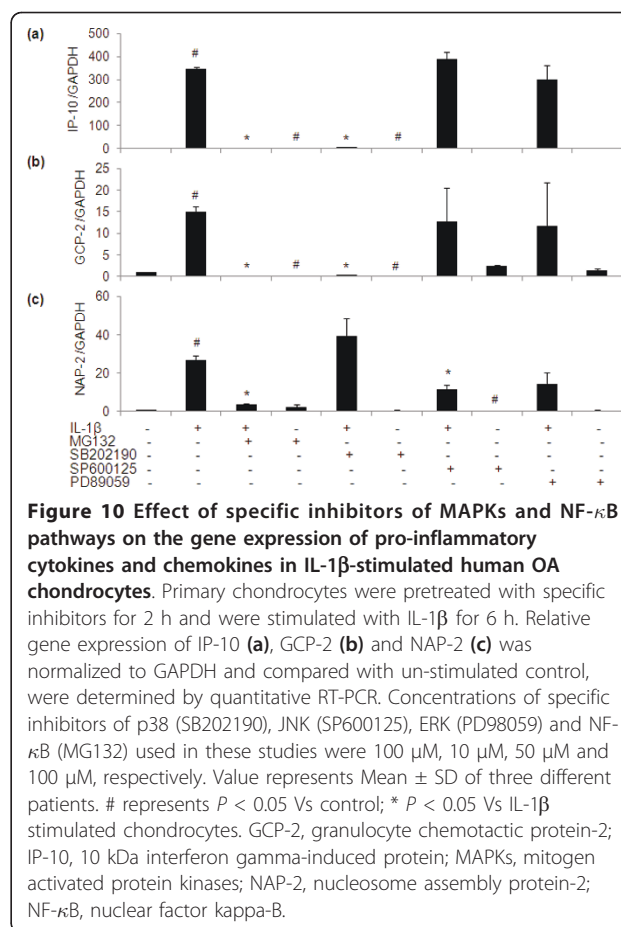 (a)
IP-10/GAPDH
400
300
200
100
0
# * # * #
(b)
GCP-2/GAPDH
25
20
15
10
5
0
# * # * #
(c)
NAP-2/GAPDH
60
40
20
0
# * * #
IL-1β - + + - + - + - + -
MG132 - - + + - - - - - -
SB202190 - - - - + + - - - -
SP600125 - - - - - - + + - -
PD89059 - - - - - - - - + +
Figure 10 Effect of specific inhibitors of MAPKs and NF-κB
pathways on the gene expression of pro-inflammatory
cytokines and chemokines in IL-1β-stimulated human OA
chondrocytes. Primary chondrocytes were pretreated with specific
inhibitors for 2 h and were stimulated with IL-1β for 6 h. Relative
gene expression of IP-10 (a), GCP-2 (b) and NAP-2 (c) was
normalized to GAPDH and compared with un-stimulated control,
were determined by quantitative RT-PCR. Concentrations of specific
inhibitors of p38 (SB202190), JNK (SP600125), ERK (PD98059) and NF-
κB (MG132) used in these studies were 100 μM, 10 μM, 50 μM and
100 μM, respectively. Value represents Mean ± SD of three different
patients. # represents P < 0.05 Vs control; * P < 0.05 Vs IL-1β
stimulated chondrocytes. GCP-2, granulocyte chemotactic protein-2;
IP-10, 10 kDa interferon gamma-induced protein; MAPKs, mitogen
activated protein kinases; NAP-2, nucleosome assembly protein-2;
NF-κB, nuclear factor kappa-B.